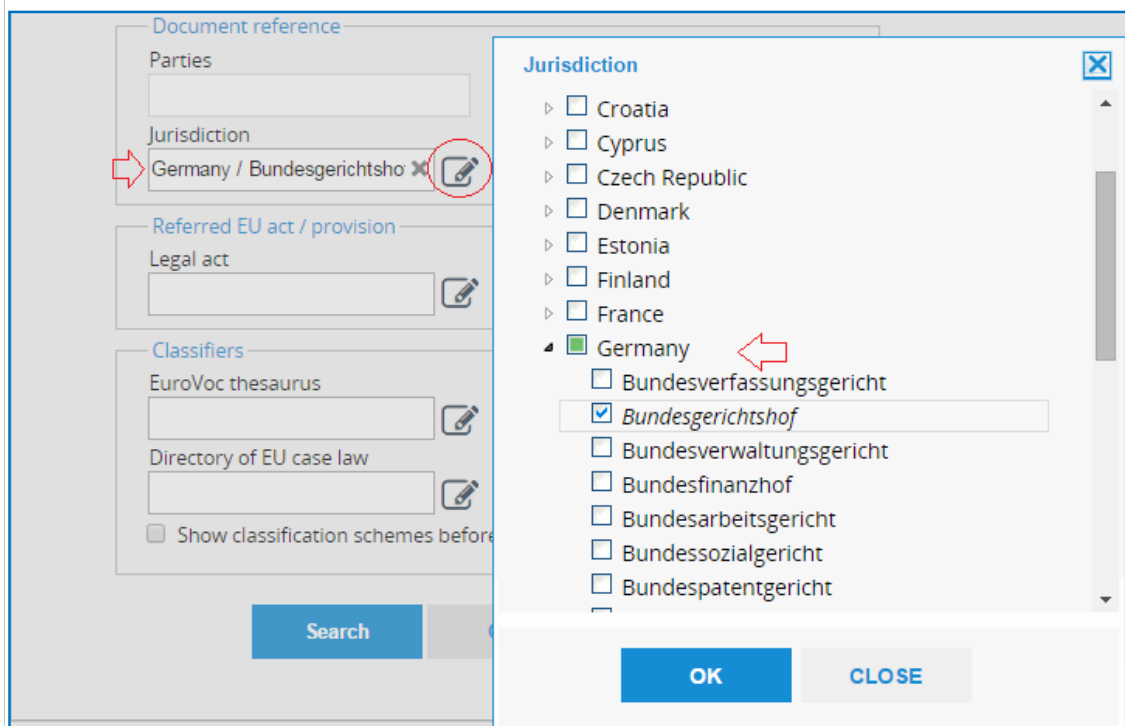 Document reference
Parties
Jurisdiction
Germany / Bundesgerichtsho
Referred EU act / provision
Legal act
Classifiers
EuroVoc thesaurus
Directory of EU case law
Show classification schemes before
Search
Jurisdiction
Croatia
Cyprus
Czech Republic
Denmark
Estonia
Finland
France
Germany
Bundesverfassungsgericht
Bundesgerichtshof
Bundesverwaltungsgericht
Bundesfinanzhof
Bundesarbeitsgericht
Bundessozialgericht
Bundespatentgericht
OK
CLOSE